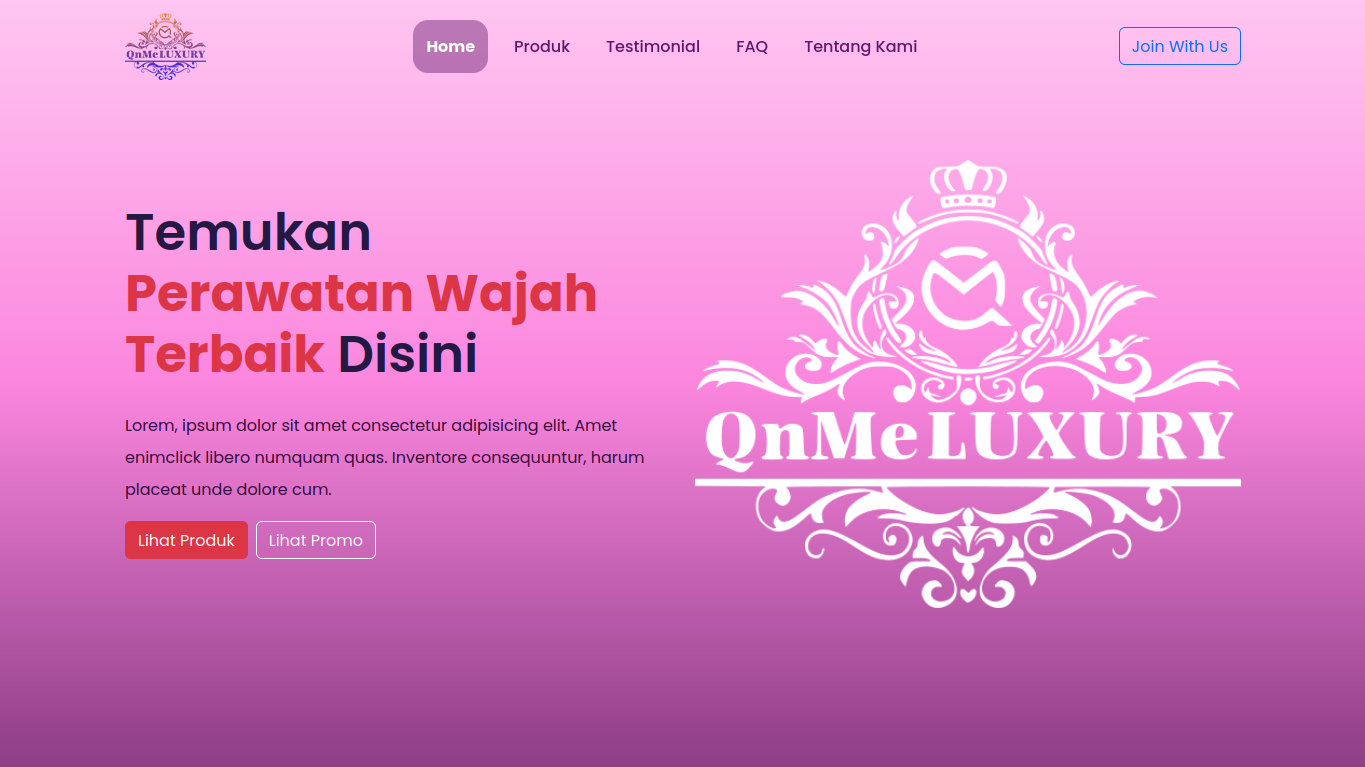 QnMeLUXURY
Home Produk Testimonial FAQ Tentang Kami
Join With Us
Temukan
Perawatan Wajah
Terbaik Disini
Lorem, ipsum dolor sit amet consectetur adipisicing elit. Amet
enimclick libero numquam quas. Inventore consequuntur, harum
placeat unde dolore cum.
Lihat Produk Lihat Promo
QnMeLUXURY